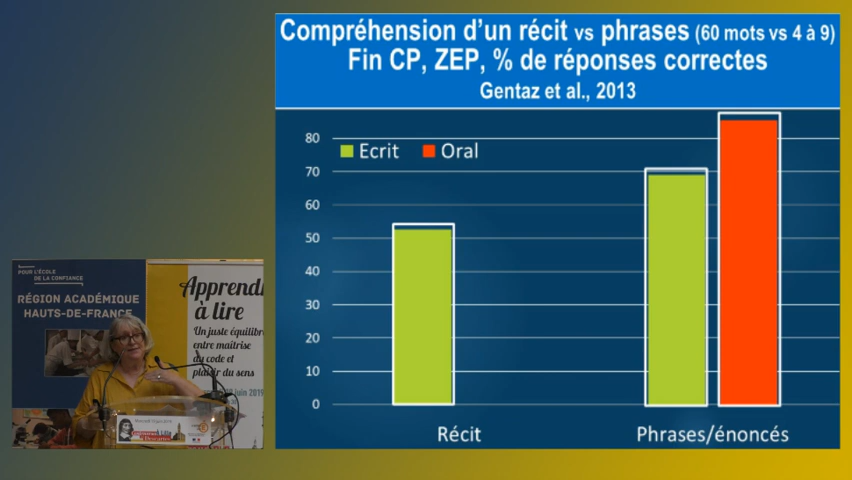 Compréhension d'un récit vs phrases (60 mots vs 4 à 9)
Fin CP, ZEP, % de réponses correctes
Gentaz et al., 2013
Ecrit Oral
80
70
60
50
40
30
20
10
0
Récit Phrases/énoncés
POUR L'ÉCOLE
DE LA CONFIANCE
RÉGION ACADÉMIQUE
HAUTS-DE-FRANCE
à lire
Un juste
entre maîtrise
du code et
plaisir du sens
juin 2019